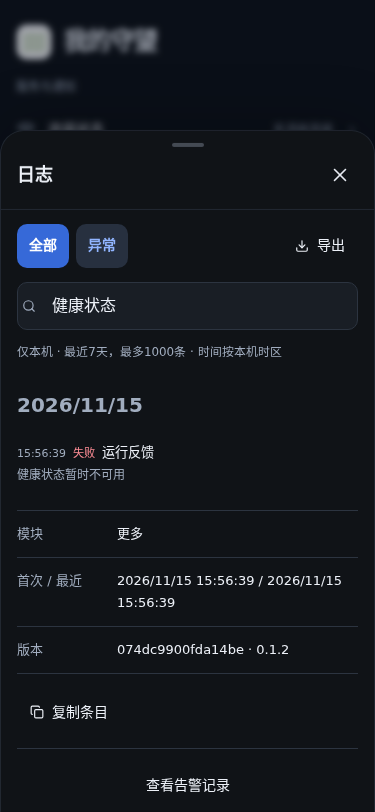 我的守望
日志
全部
异常
导出
健康状态
仅本机 · 最近7天，最多1000条 · 时间按本机时区
2026/11/15
15:56:39 失败 运行反馈
健康状态暂时不可用
模块 更多
首次 / 最近 2026/11/15 15:56:39 / 2026/11/15
15:56:39
版本 074dc9900fda14be · 0.1.2
复制条目
查看告警记录